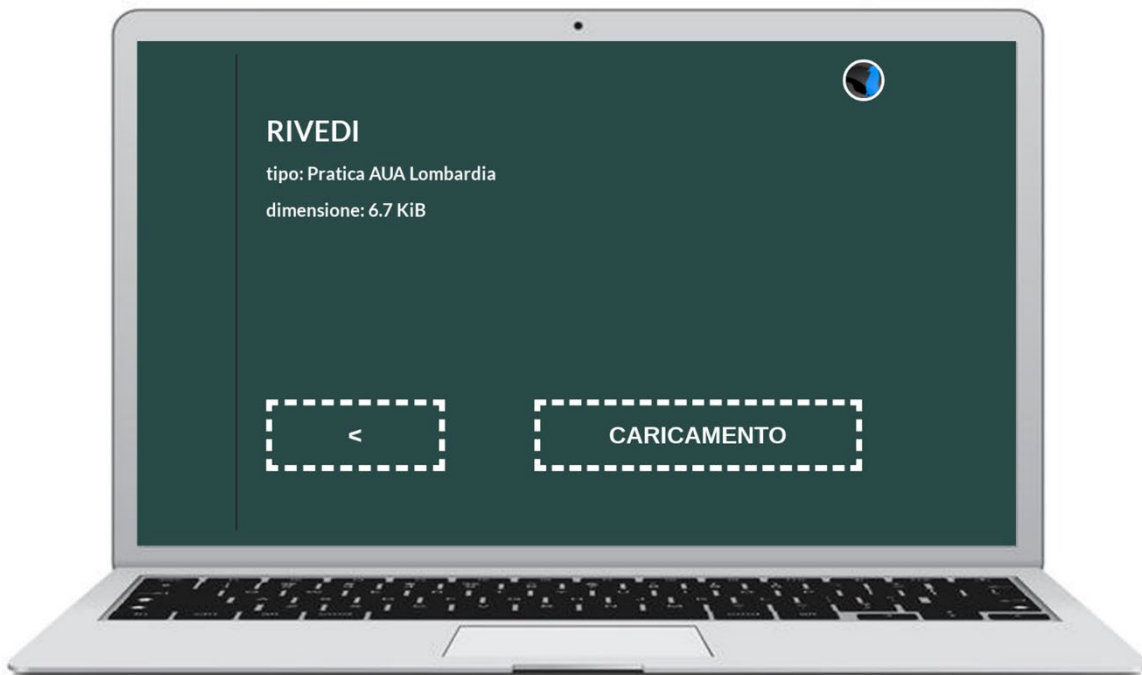 RIVEDI
tipo: Pratica AUA Lombardia
dimensione: 6.7 KiB
<
CARICAMENTO